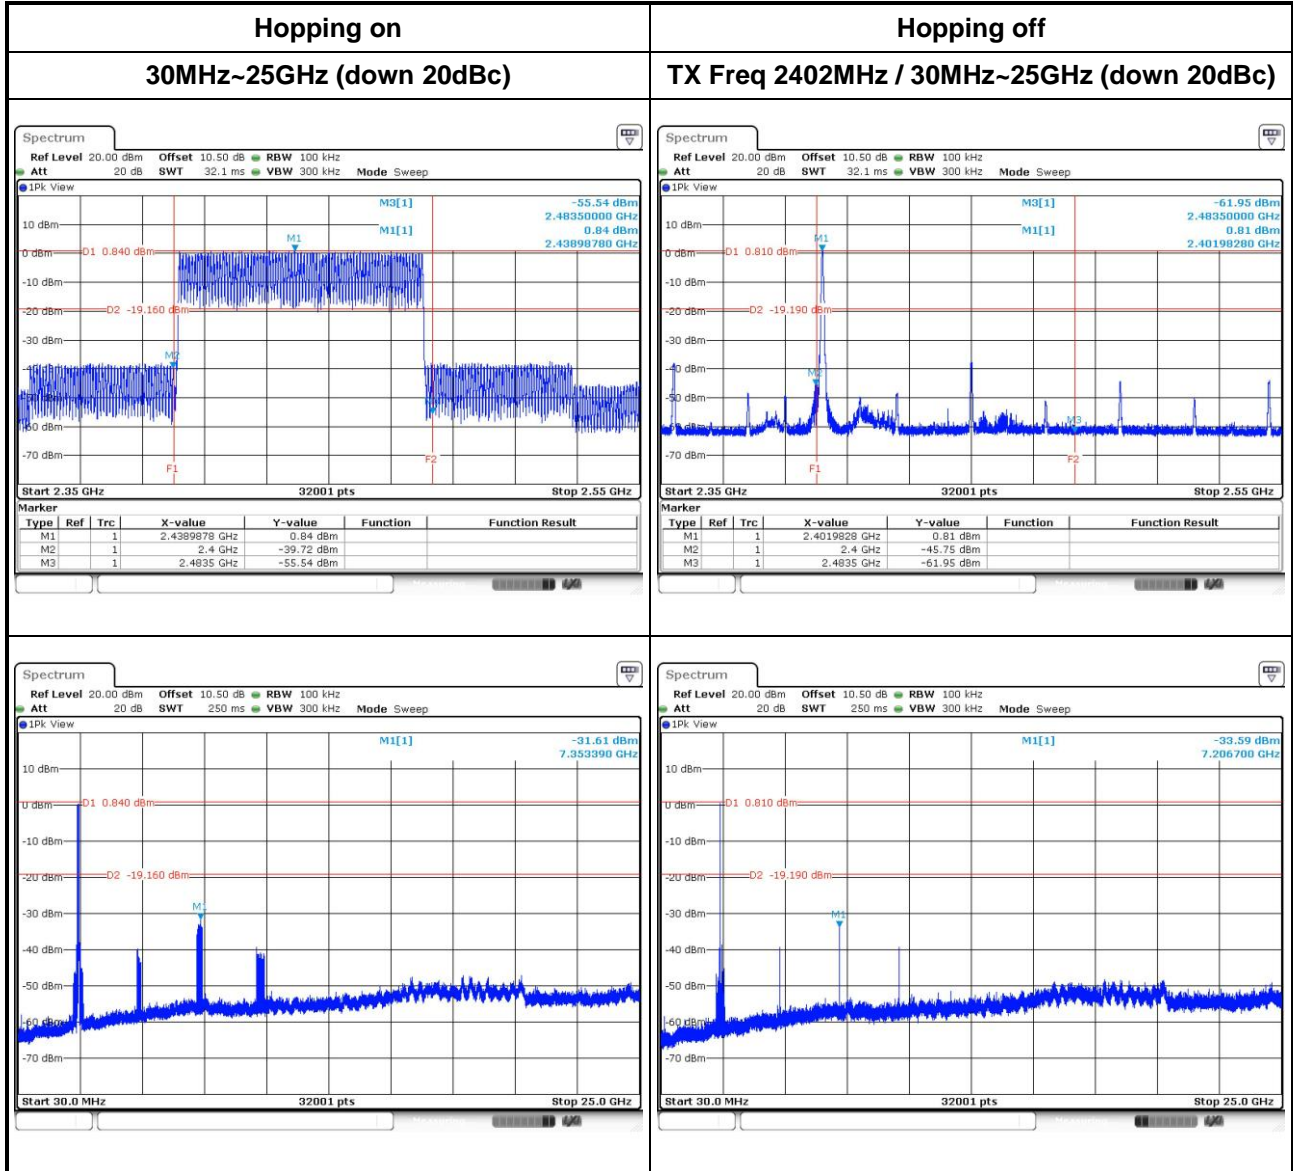 Hopping on
Hopping off
30MHz~25GHz (down 20dBc)
TX Freq 2402MHz / 30MHz~25GHz (down 20dBc)
Spectrum
Ref Level 20.00 dBm Offset 10.50 dB RBW 100 kHz
Att 20 dB SWT 32.1 ms VBW 300 kHz Mode Sweep
1Pk View
M3[1] -55.54 dBm
2.48350000 GHz
M1[1] 0.84 dBm
2.43898780 GHz
10 dBm
M1
0 dBm
D1 0.840 dBm
-10 dBm
-20 dBm
D2 -19.160 dBm
-30 dBm
M2
-70 dBm
F1
F2
Start 2.35 GHz 32001 pts Stop 2.55 GHz
Marker
Type Ref Trc X-value Y-value Function Function Result
M1 1 2.4389878 GHz 0.84 dBm
M2 1 2.4 GHz -39.72 dBm
M3 1 2.4835 GHz -55.54 dBm
Spectrum
Ref Level 20.00 dBm Offset 10.50 dB RBW 100 kHz
Att 20 dB SWT 32.1 ms VBW 300 kHz Mode Sweep
1Pk View
M3[1] -61.95 dBm
2.48350000 GHz
M1[1] 0.81 dBm
2.40198280 GHz
10 dBm
M1
0 dBm
D1 0.810 dBm
-10 dBm
-20 dBm
D2 -19.190 dBm
-30 dBm
-40 dBm
M2
-50 dBm
M3
-70 dBm
F1
F2
Start 2.35 GHz 32001 pts Stop 2.55 GHz
Marker
Type Ref Trc X-value Y-value Function Function Result
M1 1 2.4019828 GHz 0.81 dBm
M2 1 2.4 GHz -45.75 dBm
M3 1 2.4835 GHz -61.95 dBm
Spectrum
Ref Level 20.00 dBm Offset 10.50 dB RBW 100 kHz
Att 20 dB SWT 250 ms VBW 300 kHz Mode Sweep
1Pk View
M1[1] -31.61 dBm
7.353390 GHz
10 dBm
0 dBm
D1 0.840 dBm
-10 dBm
-20 dBm
D2 -19.160 dBm
-30 dBm
M1
-40 dBm
-50 dBm
-60 dBm
-70 dBm
Start 30.0 MHz 32001 pts Stop 25.0 GHz
Spectrum
Ref Level 20.00 dBm Offset 10.50 dB RBW 100 kHz
Att 20 dB SWT 250 ms VBW 300 kHz Mode Sweep
1Pk View
M1[1] -33.59 dBm
7.206700 GHz
10 dBm
0 dBm
D1 0.810 dBm
-10 dBm
-20 dBm
D2 -19.190 dBm
-30 dBm
M1
-40 dBm
-50 dBm
-60 dBm
-70 dBm
Start 30.0 MHz 32001 pts Stop 25.0 GHz